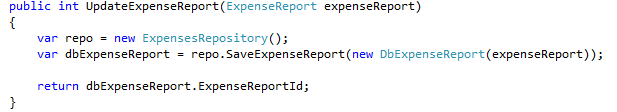 public int UpdateExpenseReport(ExpenseReport expenseReport)
{
    var repo = new ExpensesRepository();
    var dbExpenseReport = repo.SaveExpenseReport(new DbExpenseReport(expenseReport));

    return dbExpenseReport.ExpenseReportId;
}